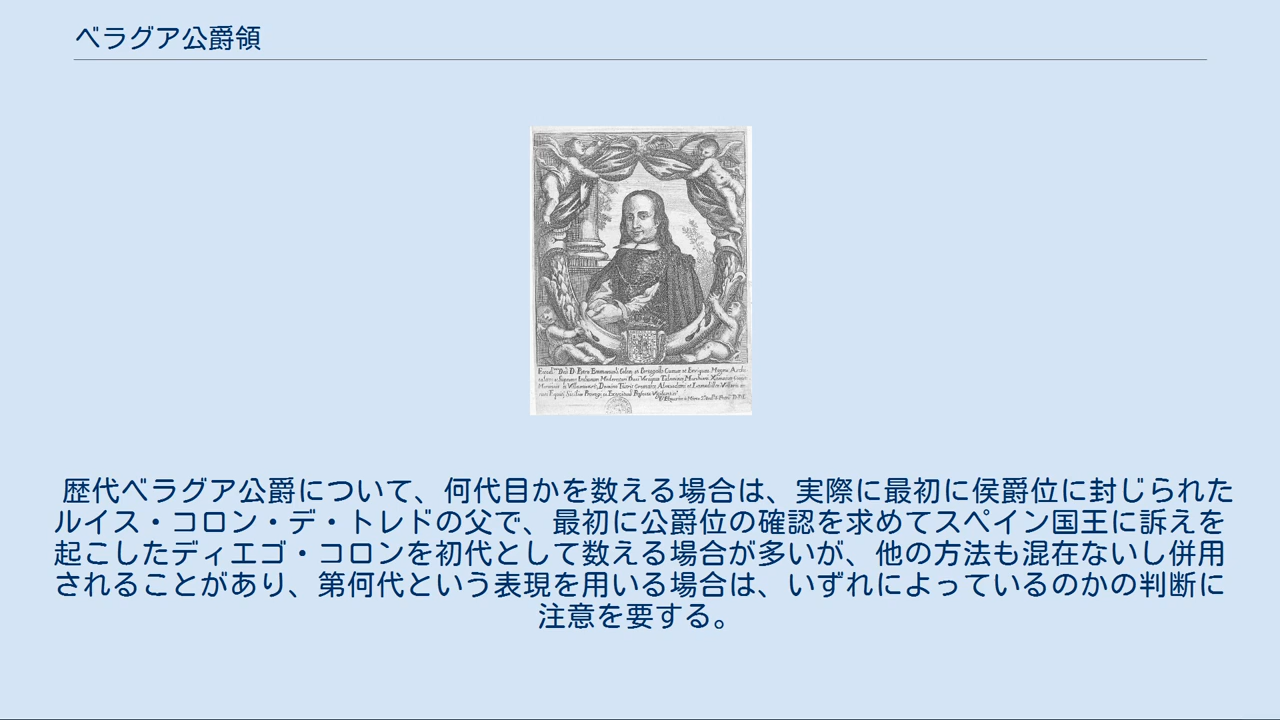 ベラグア公爵領
歴代ベラグア公爵について、何代目かを数える場合は、実際に最初に侯爵位に封じられた
ルイス・コロン・デ・トレドの父で、最初に公爵位の確認を求めてスペイン国王に訴えを
起こしたディエゴ・コロンを初代として数える場合が多いが、他の方法も混在ないし併用
されることがあり、第何代という表現を用いる場合は、いずれによっているのかの判断に
注意を要する。